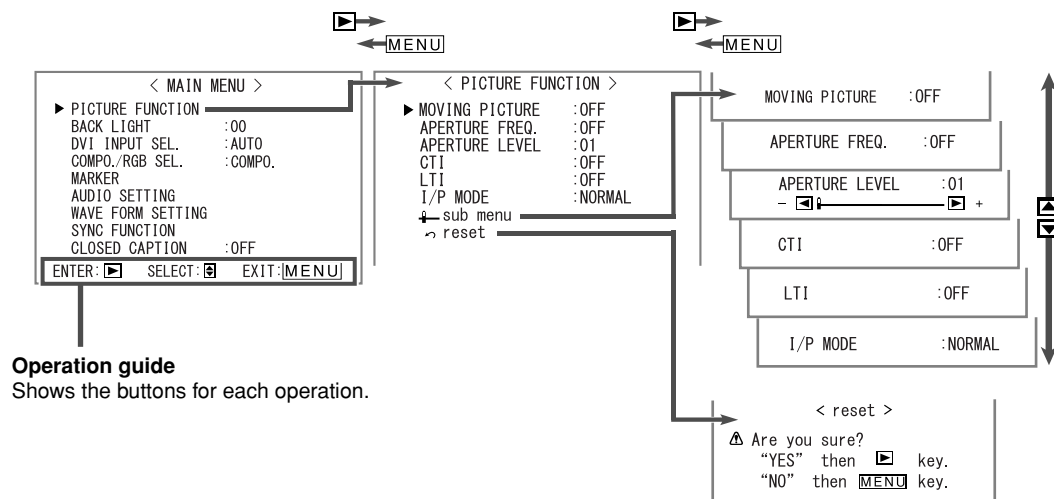 MENU
MENU
< MAIN MENU >
PICTURE FUNCTION
BACK LIGHT :00
DVI INPUT SEL. :AUTO
COMPO./RGB SEL. :COMPO.
MARKER
AUDIO SETTING
WAVE FORM SETTING
SYNC FUNCTION
CLOSED CAPTION :OFF
ENTER: SELECT: EXIT:MENU
Operation guide
Shows the buttons for each operation.
< PICTURE FUNCTION >
MOVING PICTURE :OFF
APERTURE FREQ. :OFF
APERTURE LEVEL :01
CTI :OFF
LTI :OFF
I/P MODE :NORMAL
sub menu
reset
MOVING PICTURE :OFF
APERTURE FREQ. :OFF
APERTURE LEVEL :01
- +
CTI :OFF
LTI :OFF
I/P MODE :NORMAL
< reset >
Are you sure?
“YES” then key.
“NO” then MENU key.